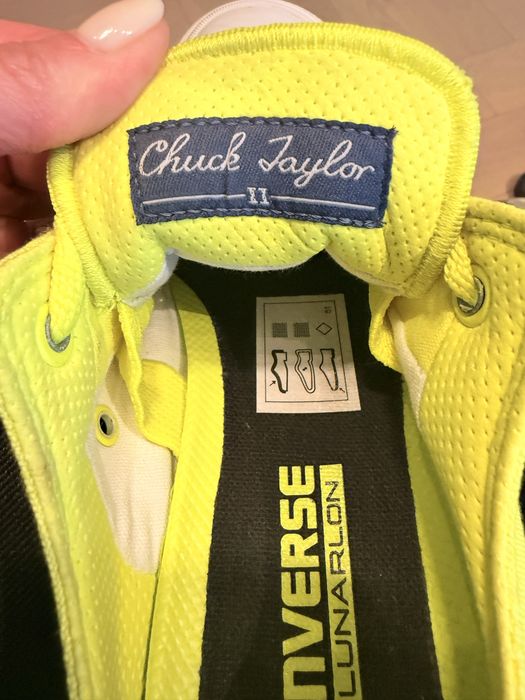 Chuck Taylor
II
NVERSE
LUNARLON